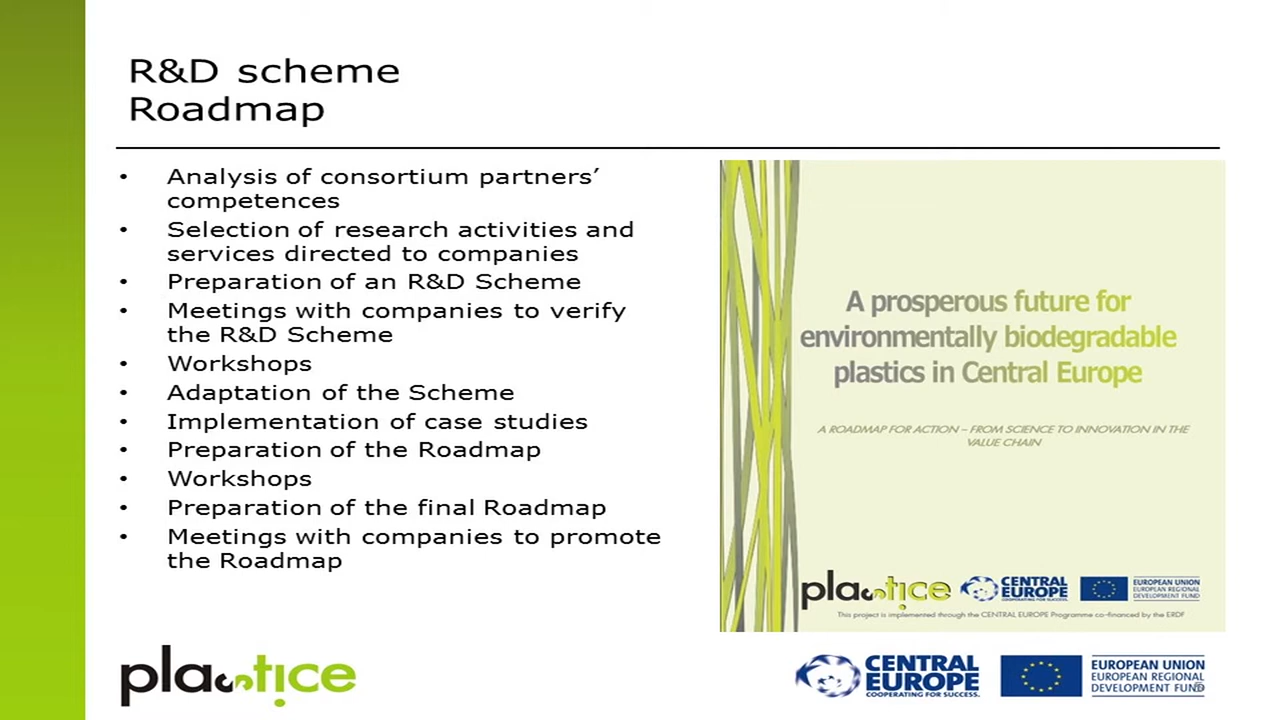 R&D scheme
Roadmap
• Analysis of consortium partners’
competences
• Selection of research activities and
services directed to companies
• Preparation of an R&D Scheme
• Meetings with companies to verify
the R&D Scheme
• Workshops
• Adaptation of the Scheme
• Implementation of case studies
• Preparation of the Roadmap
• Workshops
• Preparation of the final Roadmap
• Meetings with companies to promote
the Roadmap
A prosperous future for
environmentally biodegradable
plastics in Central Europe
A ROADMAP FOR ACTION – FROM SCIENCE TO INNOVATION IN THE
VALUE CHAIN
plastice
CENTRAL
EUROPE
COOPERATING FOR SUCCESS.
EUROPEAN UNION
EUROPEAN REGIONAL
DEVELOPMENT FUND
This project is implemented through the CENTRAL EUROPE Programme co-financed by the ERDF
plastice
CENTRAL
EUROPE
COOPERATING FOR SUCCESS.
EUROPEAN UNION
EUROPEAN REGIONAL
DEVELOPMENT FUND